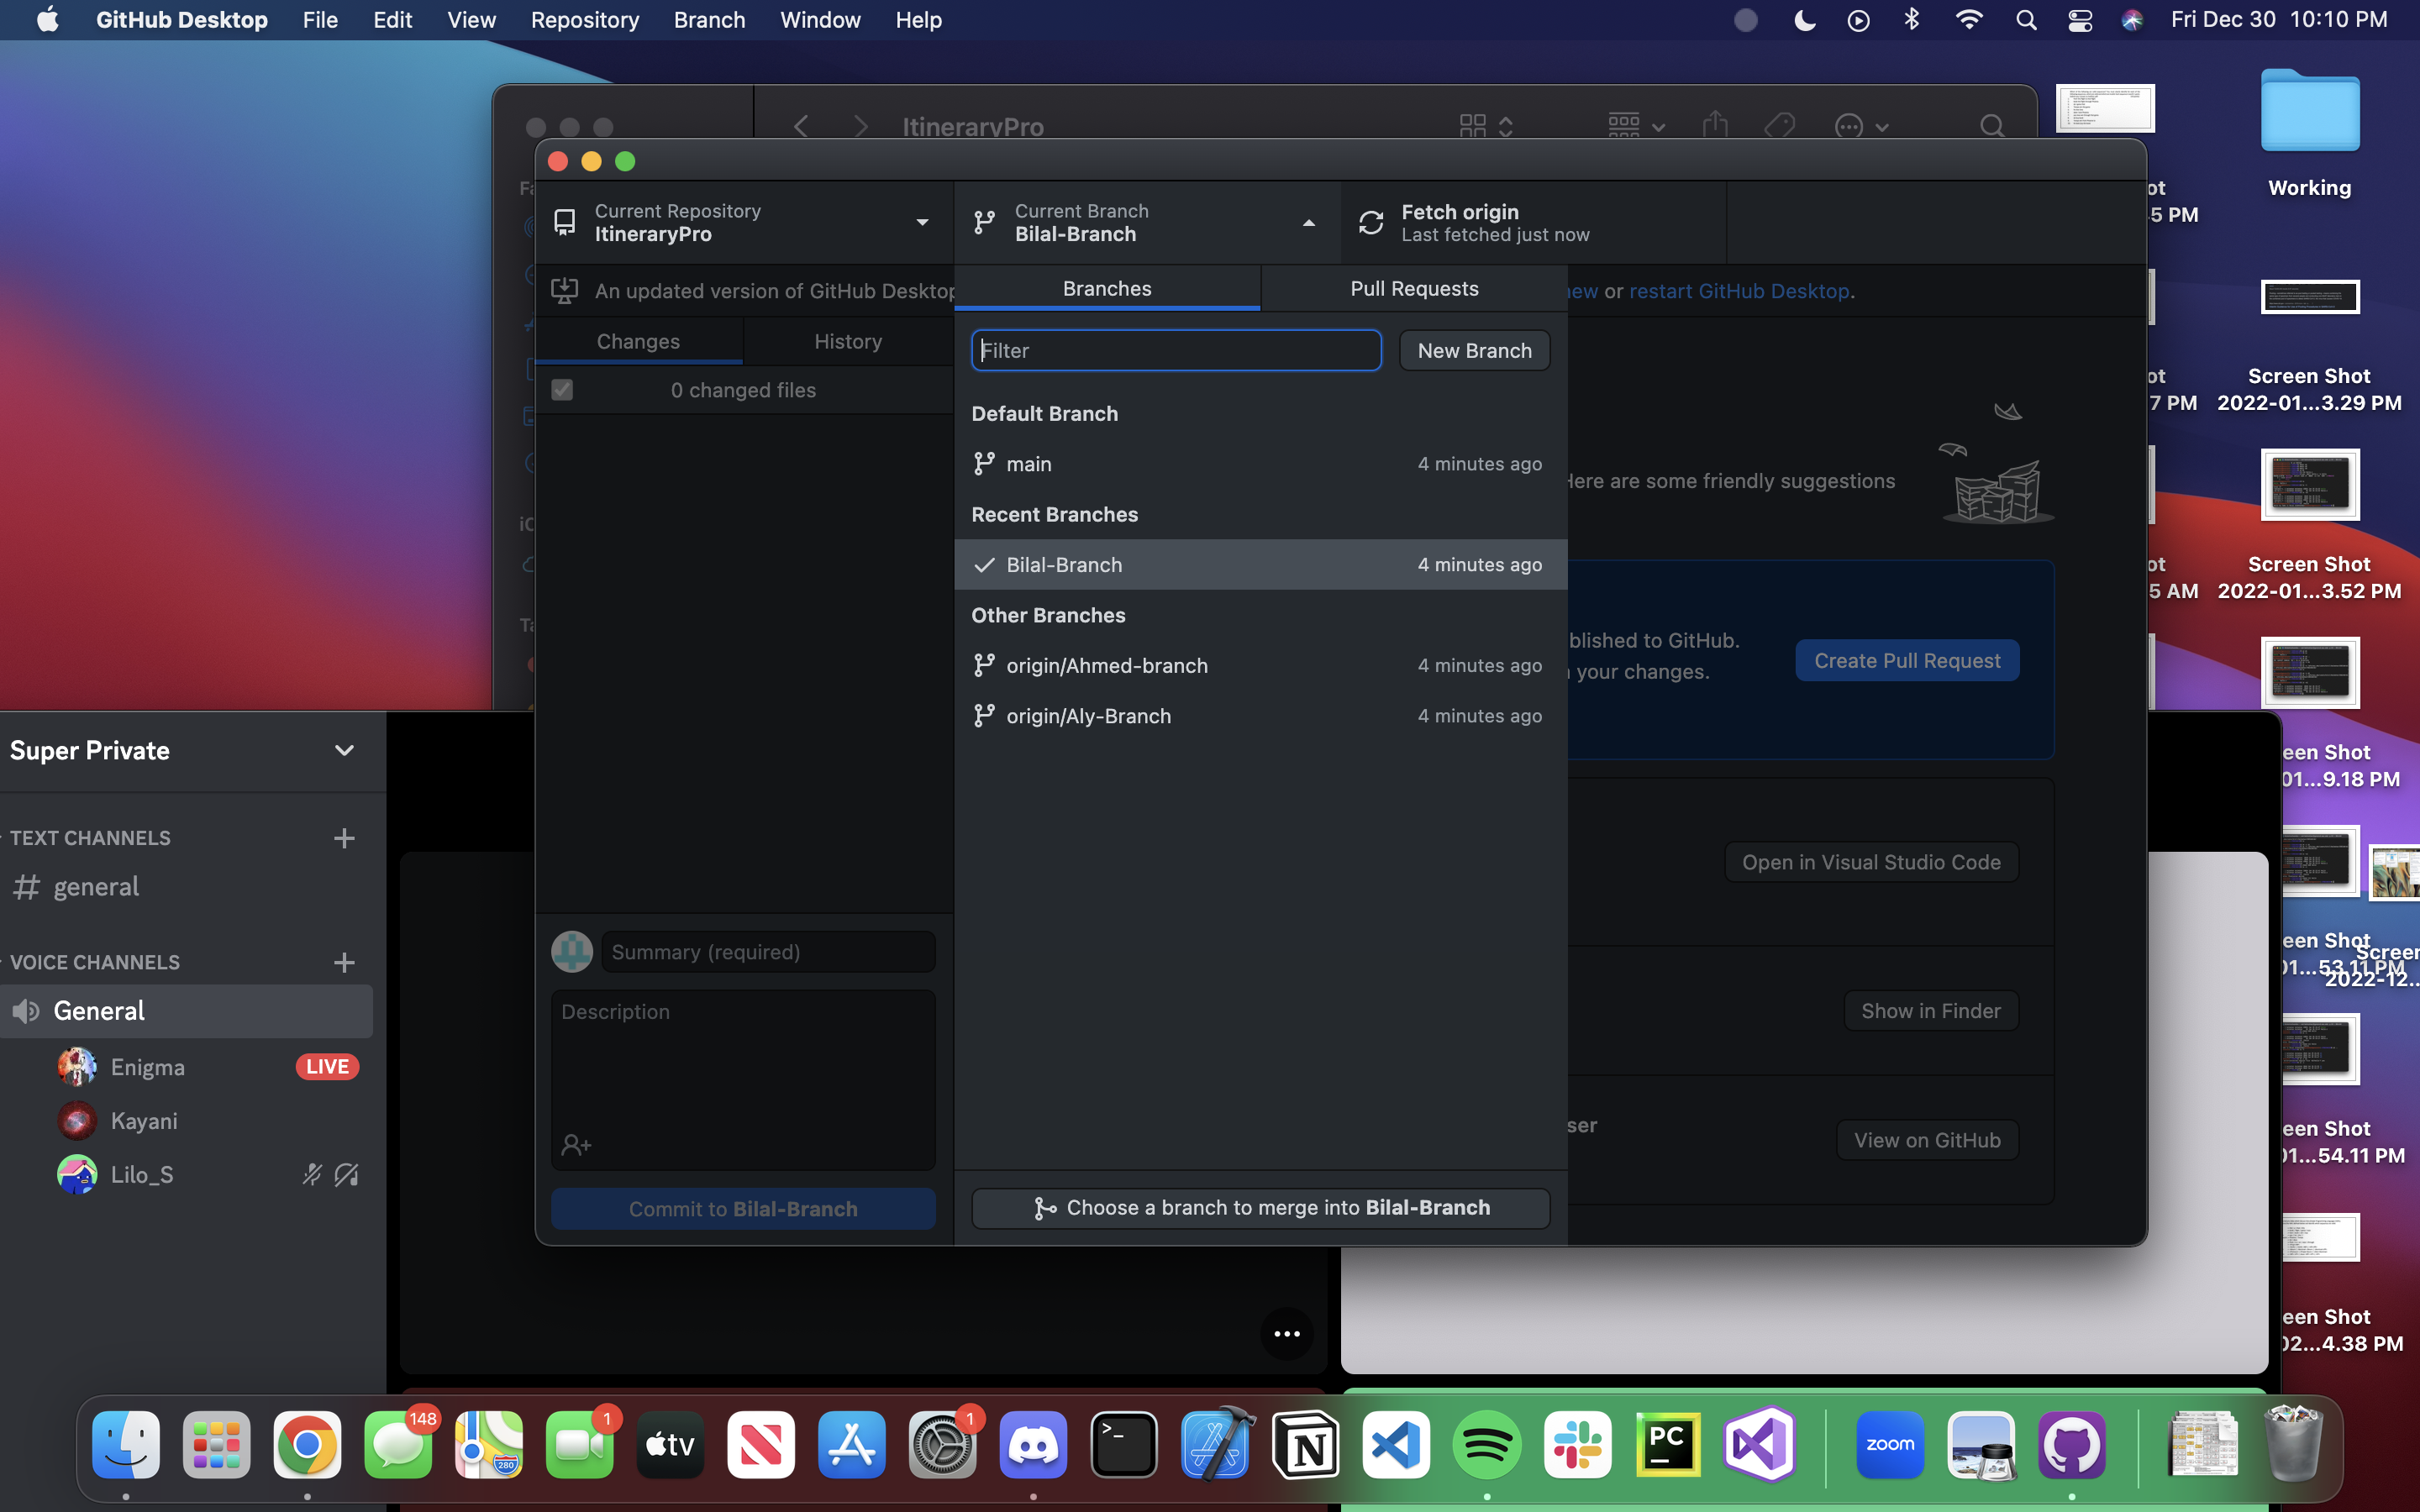 GitHub Desktop File Edit View Repository Branch Window Help Fri Dec 30 10:10 PM
ItineraryPro
Current Repository
ItineraryPro
Current Branch
Bilal-Branch
Fetch origin
Last fetched just now
An updated version of GitHub Desktop
new or restart GitHub Desktop.
Changes
History
0 changed files
Branches
Pull Requests
Filter
New Branch
Default Branch
main 4 minutes ago
Recent Branches
Bilal-Branch 4 minutes ago
Other Branches
origin/Ahmed-branch 4 minutes ago
origin/Aly-Branch 4 minutes ago
Choose a branch to merge into Bilal-Branch
Here are some friendly suggestions
blished to GitHub.
your changes.
Create Pull Request
Open in Visual Studio Code
Show in Finder
ser
View on GitHub
Summary (required)
Description
Commit to Bilal-Branch
Super Private
TEXT CHANNELS
general
VOICE CHANNELS
General
Enigma LIVE
Kayani
Lilo_S
Working
ot
5 PM
Screen Shot
2022-01...3.29 PM
ot
7 PM
Screen Shot
2022-01...3.52 PM
ot
5 AM
een Shot
01...9.18 PM
een Shot
01...53.11 PM
Screen
2022-12...
een Shot
01...54.11 PM
een Shot
02...4.38 PM
148
280
1
tv
1
PC
zoom